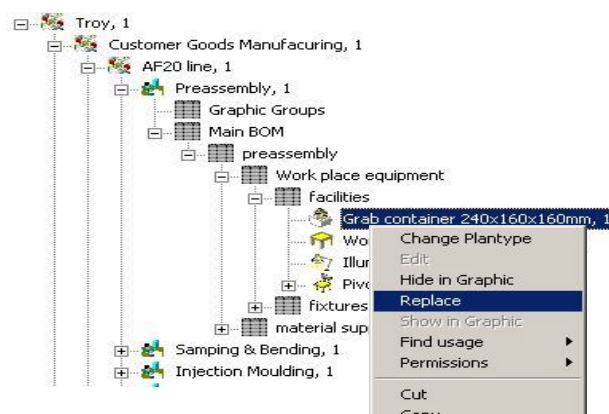 Troy, 1
Customer Goods Manufacuring, 1
AF20 line, 1
Preassembly, 1
Graphic Groups
Main BOM
preassembly
Work place equipment
facilities
Grab container 240x160x160mm, 1
Wo
Illur
Pivo
fixtures
material sup
Samping & Bending, 1
Injection Moulding, 1
Change Plantype
Edit
Hide in Graphic
Replace
Show in Graphic
Find usage
Permissions
Cut
Copy